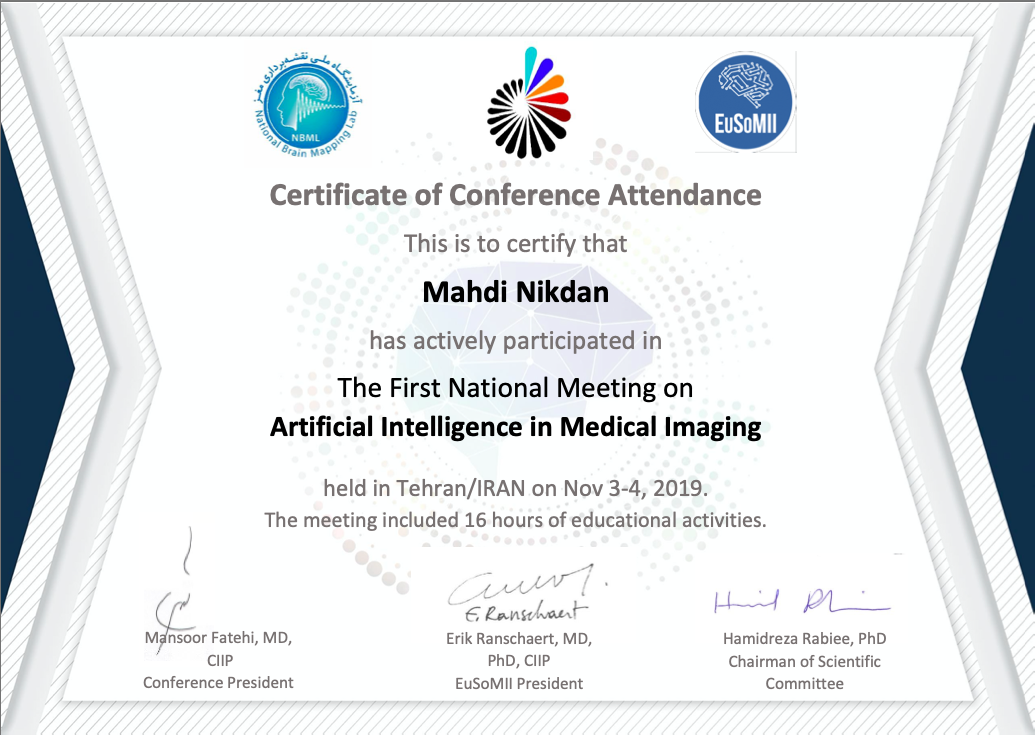 آزمایشگاه ملی نقشه‌برداری مغز
NBML
National Brain Mapping Lab
EuSoMII
Certificate of Conference Attendance
This is to certify that
Mahdi Nikdan
has actively participated in
The First National Meeting on
Artificial Intelligence in Medical Imaging
held in Tehran/IRAN on Nov 3-4, 2019.
The meeting included 16 hours of educational activities.
E. Ranschaert
Mansoor Fatehi, MD,
CIIP
Conference President
Erik Ranschaert, MD,
PhD, CIIP
EuSoMII President
Hamidreza Rabiee, PhD
Chairman of Scientific
Committee